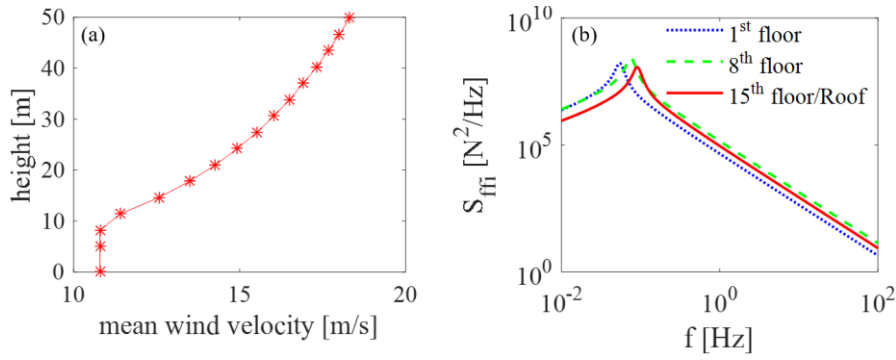 (a)
50
40
30
20
10
0
height [m]
10 15 20
mean wind velocity [m/s]
(b)
1st floor
8th floor
15th floor/Roof
10^10
10^5
10^0
S_ffi [N^2/Hz]
10^-2 10^0 10^2
f [Hz]